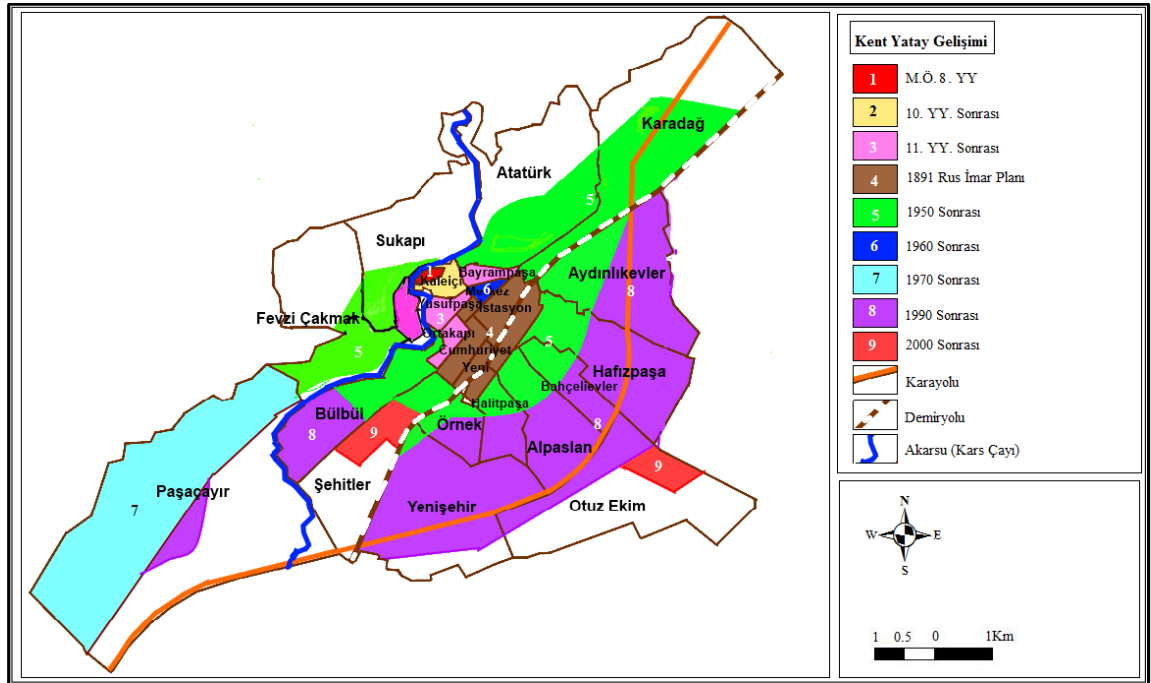 Kent Yatay Gelişimi
1 M.Ö. 8. YY
2 10. YY. Sonrası
3 11. YY. Sonrası
4 1891 Rus İmar Planı
5 1950 Sonrası
6 1960 Sonrası
7 1970 Sonrası
8 1990 Sonrası
9 2000 Sonrası
Karayolu
Demiryolu
Akarsu (Kars Çayı)
Karadağ
Atatürk
5
Sukapı
1
Kaleiçi
Bayrampaşa
Aydınlıkevler
6
Merkez
8
Yusufpaşa
İstasyon
Fevzi Çakmak
3
4
Ortakapı
5
5
Cumhuriyet
Yeni
Hafızpaşa
Bahçelievler
Halitpaşa
Bülbül
8
9
Örnek
8
Alpaslan
9
Şehitler
Paşaçayır
7
Yenişehir
Otuz Ekim
N
W E
S
1 0.5 0 1Km